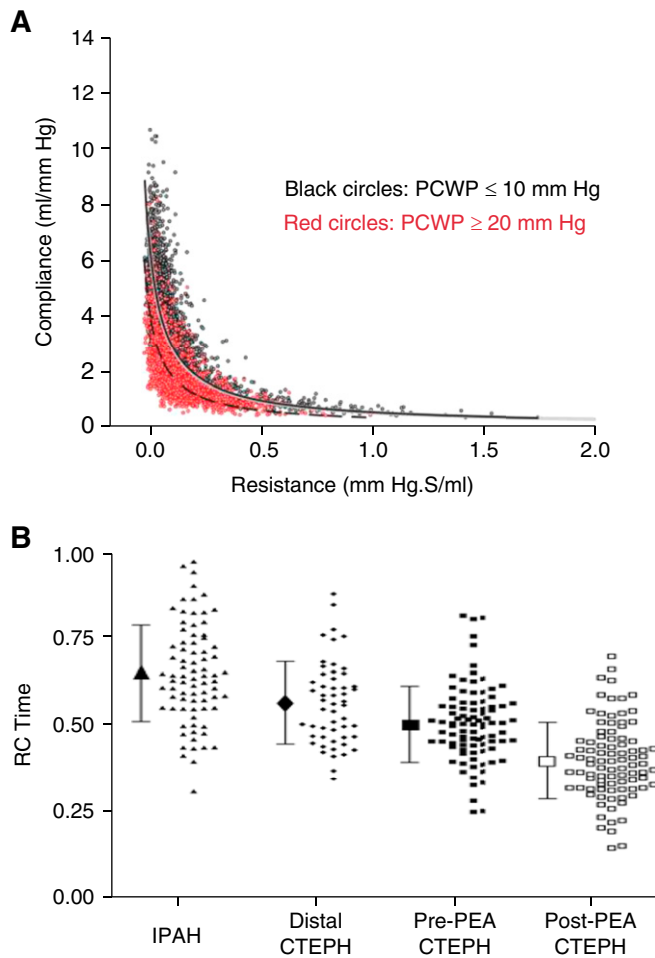 A
14
12
10
8
6
4
2
0
Compliance (ml/mm Hg)
Black circles: PCWP ≤ 10 mm Hg
Red circles: PCWP ≥ 20 mm Hg
0.0 0.5 1.0 1.5 2.0
Resistance (mm Hg.S/ml)
B
1.00
0.75
0.50
0.25
0.00
RC Time
IPAH
Distal
CTEPH
Pre-PEA
CTEPH
Post-PEA
CTEPH